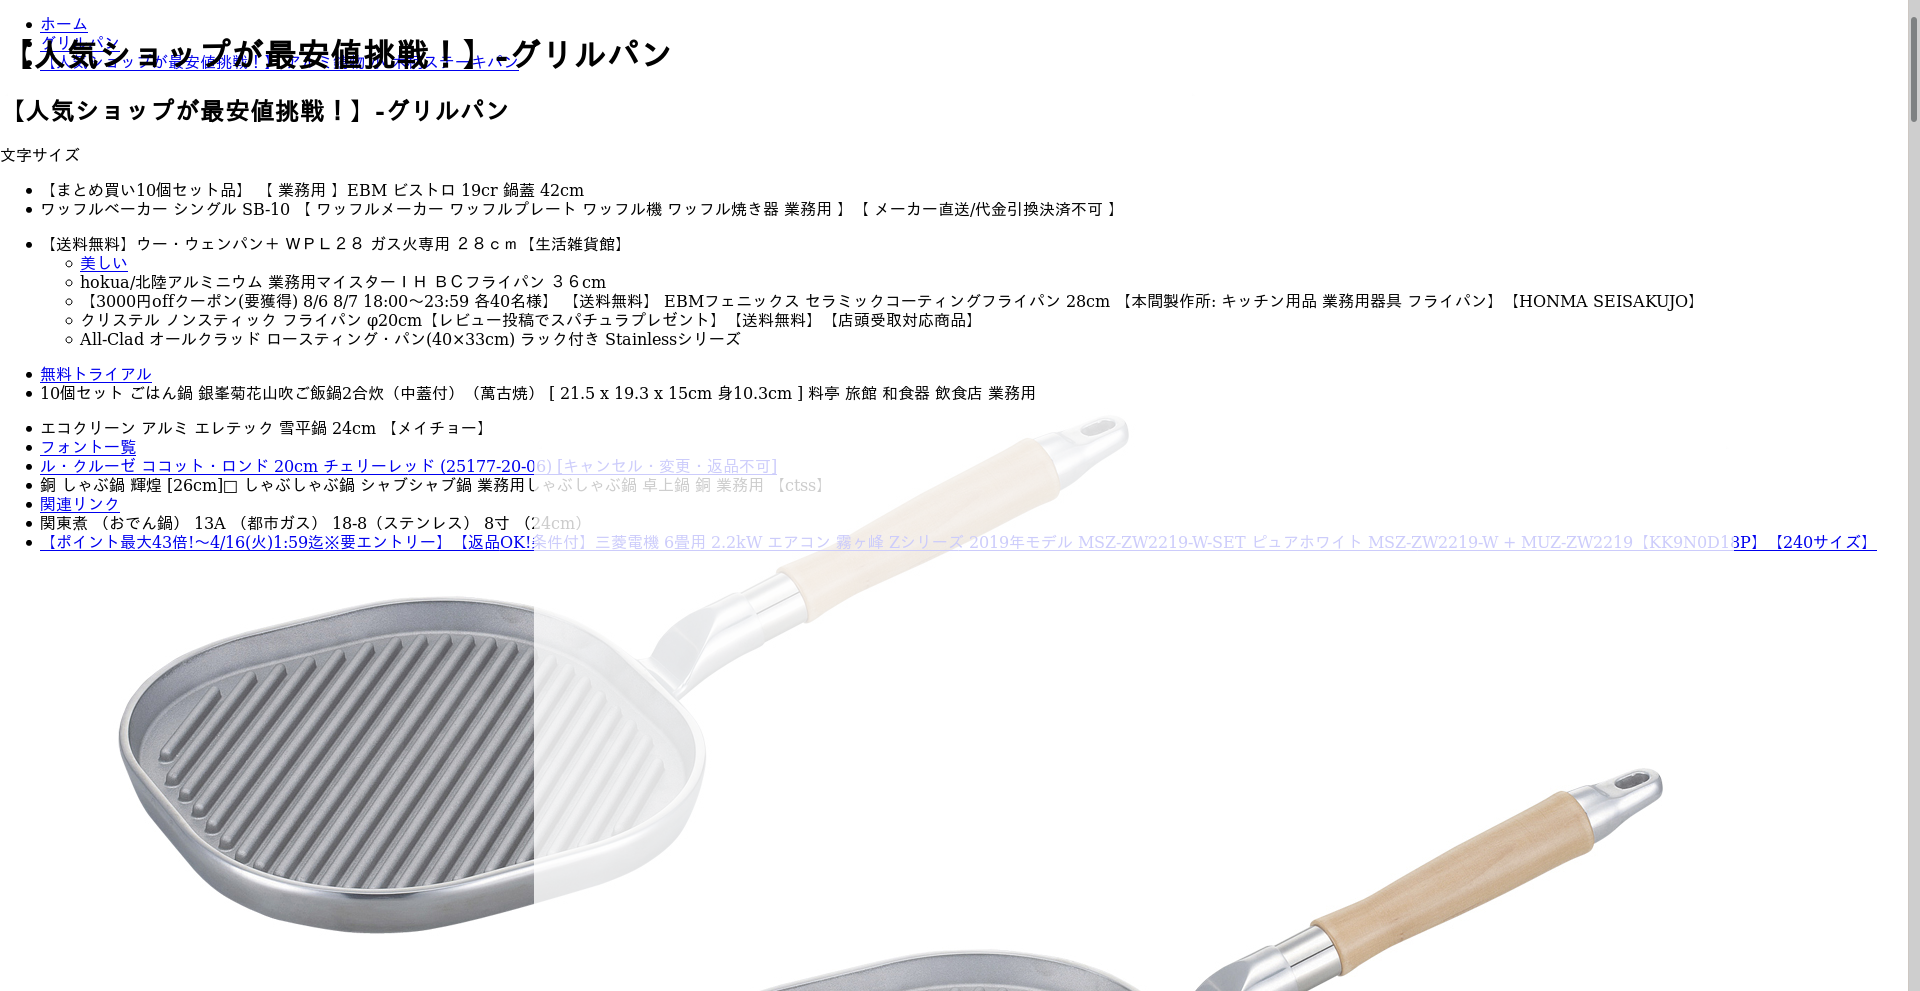 ホーム
グリルパン
【人気ショップが最安値挑戦！】-グリルパン
【人気ショップが最安値挑戦！】-グリルパン
文字サイズ
【まとめ買い10個セット品】 【 業務用 】EBM ビストロ 19cr 鍋蓋 42cm
ワッフルベーカー シングル SB-10 【 ワッフルメーカー ワッフルプレート ワッフル機 ワッフル焼き器 業務用 】【 メーカー直送/代金引換決済不可 】
【送料無料】ウー・ウェンパン＋ ＷＰＬ２８ ガス火専用 ２８ｃｍ【生活雑貨館】
美しい
hokua/北陸アルミニウム 業務用マイスターＩＨ ＢＣフライパン ３６cm
【3000円offクーポン(要獲得) 8/6 8/7 18:00〜23:59 各40名様】 【送料無料】 EBMフェニックス セラミックコーティングフライパン 28cm 【本間製作所: キッチン用品 業務用器具 フライパン】【HONMA SEISAKUJO】
クリステル ノンスティック フライパン φ20cm【レビュー投稿でスパチュラプレゼント】【送料無料】【店頭受取対応商品】
All-Clad オールクラッド ロースティング・パン(40×33cm) ラック付き Stainlessシリーズ
無料トライアル
10個セット ごはん鍋 銀峯菊花山吹ご飯鍋2合炊（中蓋付）（萬古焼） [ 21.5 x 19.3 x 15cm 身10.3cm ] 料亭 旅館 和食器 飲食店 業務用
エコクリーン アルミ エレテック 雪平鍋 24cm 【メイチョー】
フォント一覧
ル・クルーゼ ココット・ロンド 20cm チェリーレッド (25177-20-06) [キャンセル・変更・返品不可]
銅 しゃぶ鍋 輝煌 [26cm]□ しゃぶしゃぶ鍋 シャブシャブ鍋 業務用しゃぶしゃぶ鍋 卓上鍋 銅 業務用 【ctss】
関連リンク
関東煮 （おでん鍋） 13A （都市ガス） 18-8（ステンレス） 8寸 （24cm）
【ポイント最大43倍!〜4/16(火)1:59迄※要エントリー】【返品OK!条件付】三菱電機 6畳用 2.2kW エアコン 霧ヶ峰 Zシリーズ 2019年モデル MSZ-ZW2219-W-SET ピュアホワイト MSZ-ZW2219-W + MUZ-ZW2219【KK9N0D18P】【240サイズ】